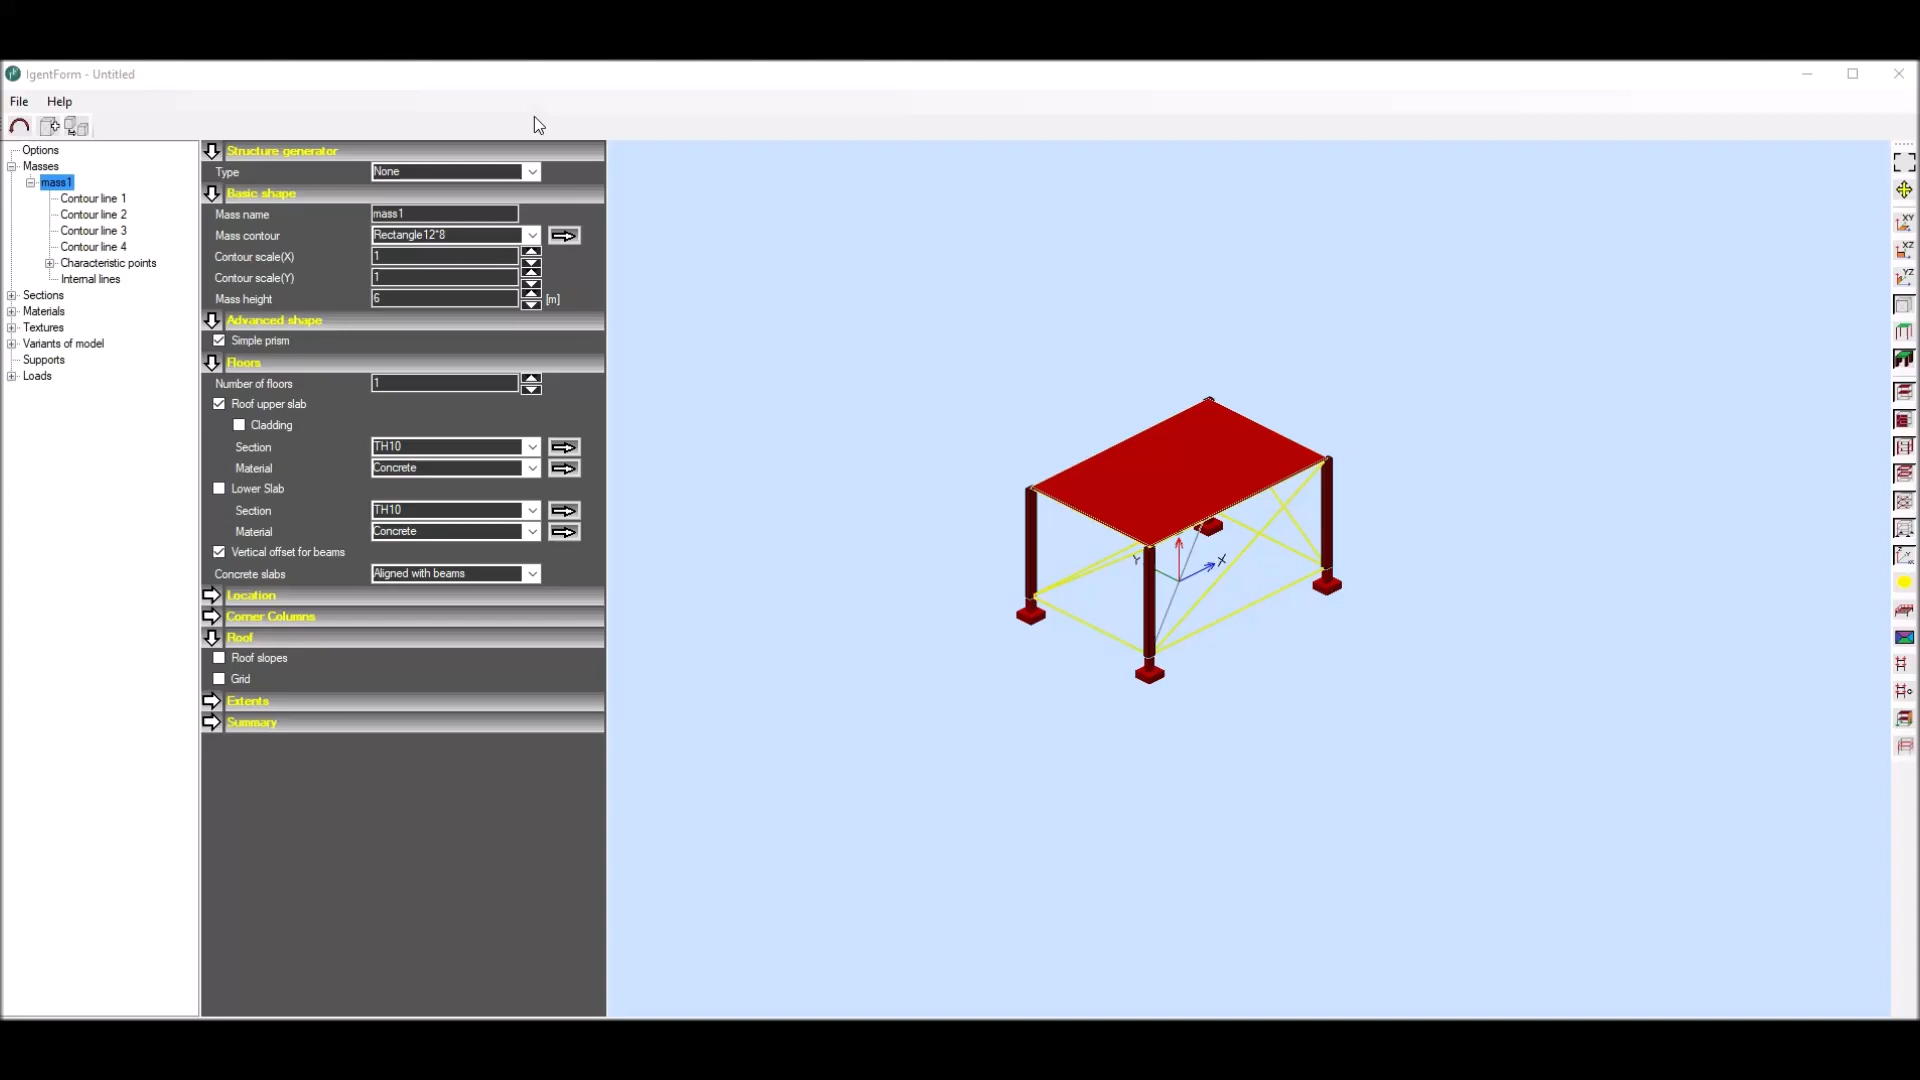 IgentForm - Untitled
File Help
Options
Masses
mass1
Contour line 1
Contour line 2
Contour line 3
Contour line 4
Characteristic points
Internal lines
Sections
Materials
Textures
Variants of model
Supports
Loads
Structure generator
Type None
Basic shape
Mass name mass1
Mass contour Rectangle12*8
Contour scale(X) 1
Contour scale(Y) 1
Mass height 6 [m]
Advanced shape
Simple prism
Floors
Number of floors 1
Roof upper slab
Cladding
Section TH10
Material Concrete
Lower Slab
Section TH10
Material Concrete
Vertical offset for beams
Concrete slabs Aligned with beams
Location
Corner Columns
Roof
Roof slopes
Grid
Extents
Summary
Y X
XY
XZ
YZ